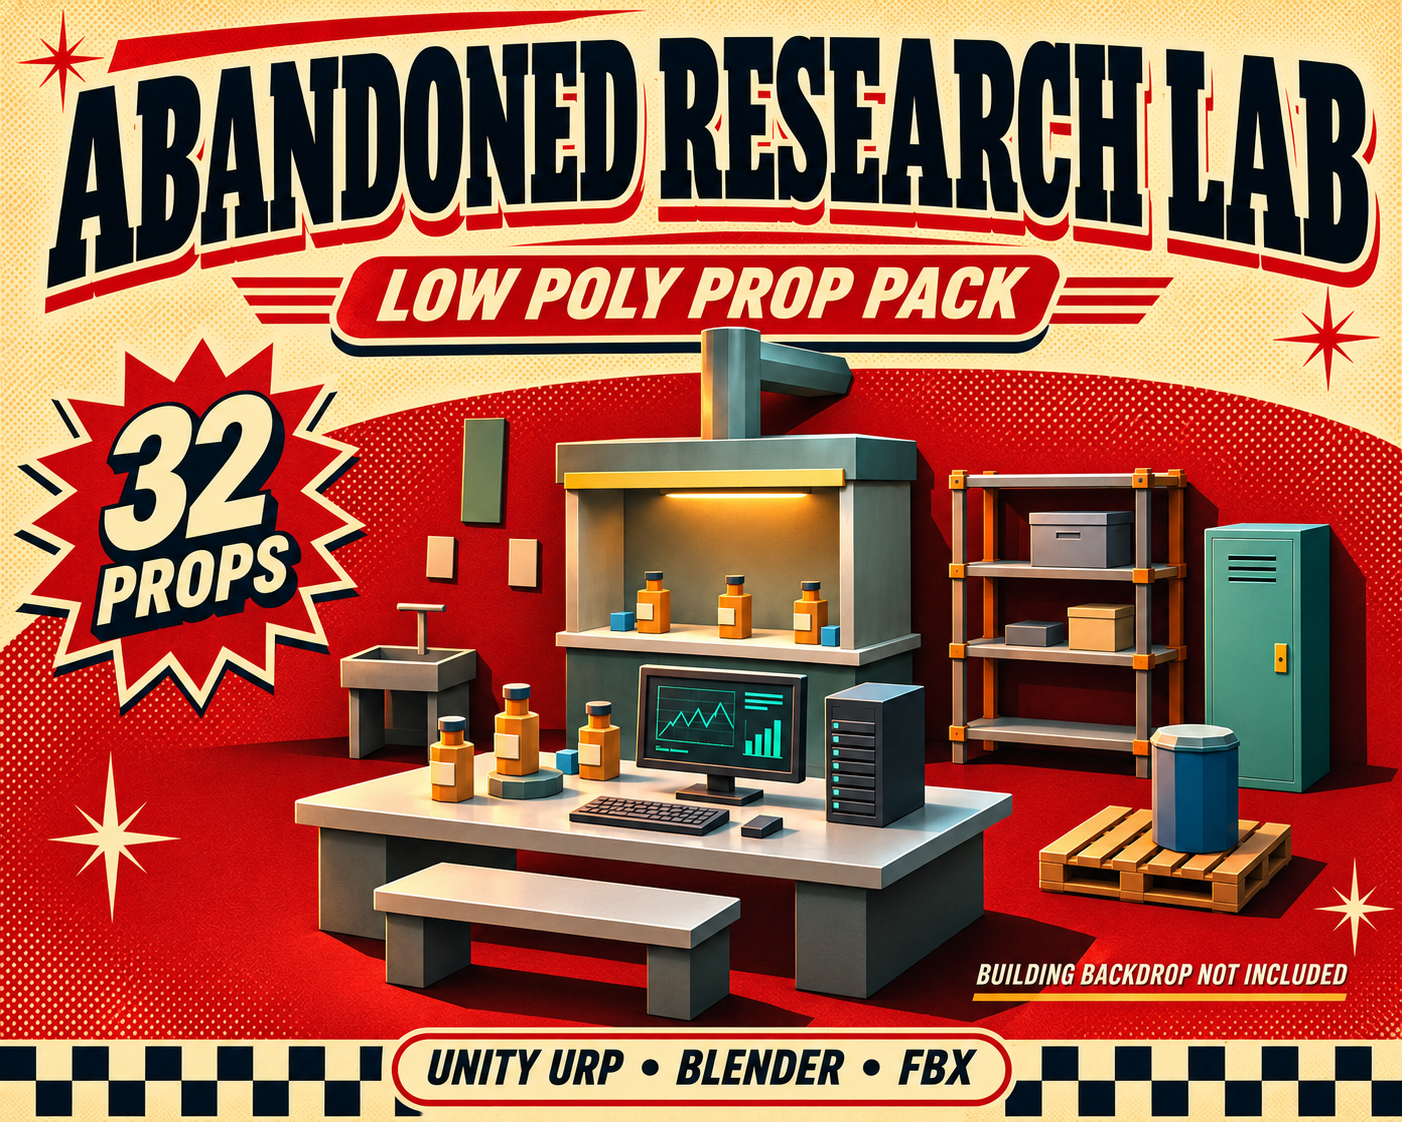 ABANDONED RESEARCH LAB
LOW POLY PROP PACK
32
PROPS
BUILDING BACKDROP NOT INCLUDED
UNITY URP • BLENDER • FBX